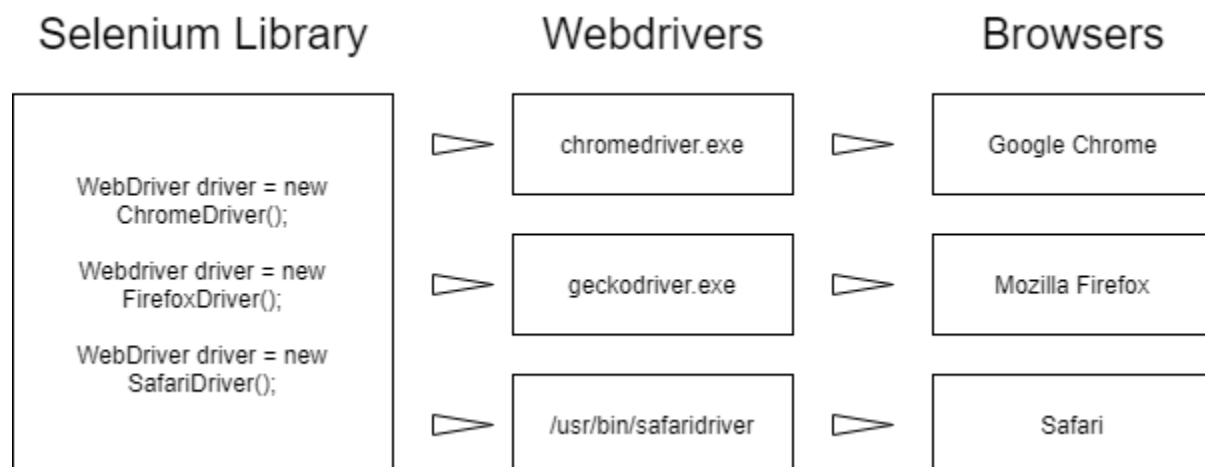 Selenium Library
Webdrivers
Browsers
WebDriver driver = new
ChromeDriver();
Webdriver driver = new
FirefoxDriver();
WebDriver driver = new
SafariDriver();
chromedriver.exe
Google Chrome
geckodriver.exe
Mozilla Firefox
/usr/bin/safaridriver
Safari